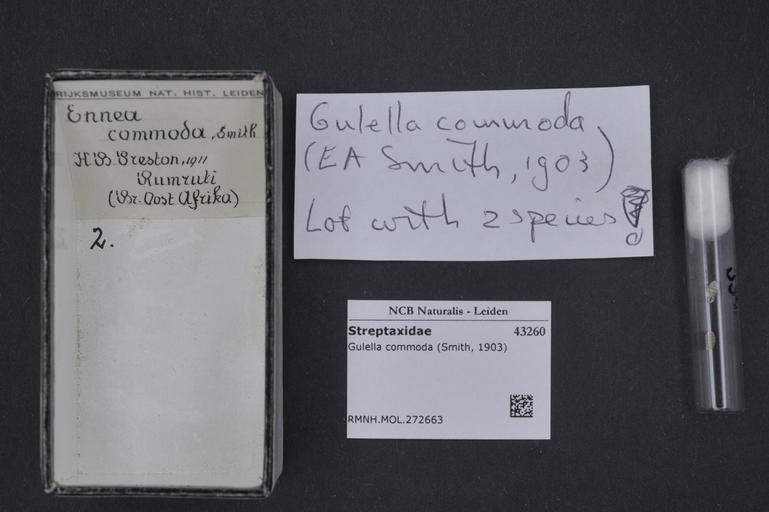 RIJKSMUSEUM NAT. HIST. LEIDEN
Ennea
commoda, Smith
H.B. Preston, 1911
Rumruti
(Br. Oost Afrika)
2.
Gulella commoda
(EA Smith, 1903)
Lot with 2 species!
NCB Naturalis - Leiden
Streptaxidae 43260
Gulella commoda (Smith, 1903)
RMNH.MOL.272663